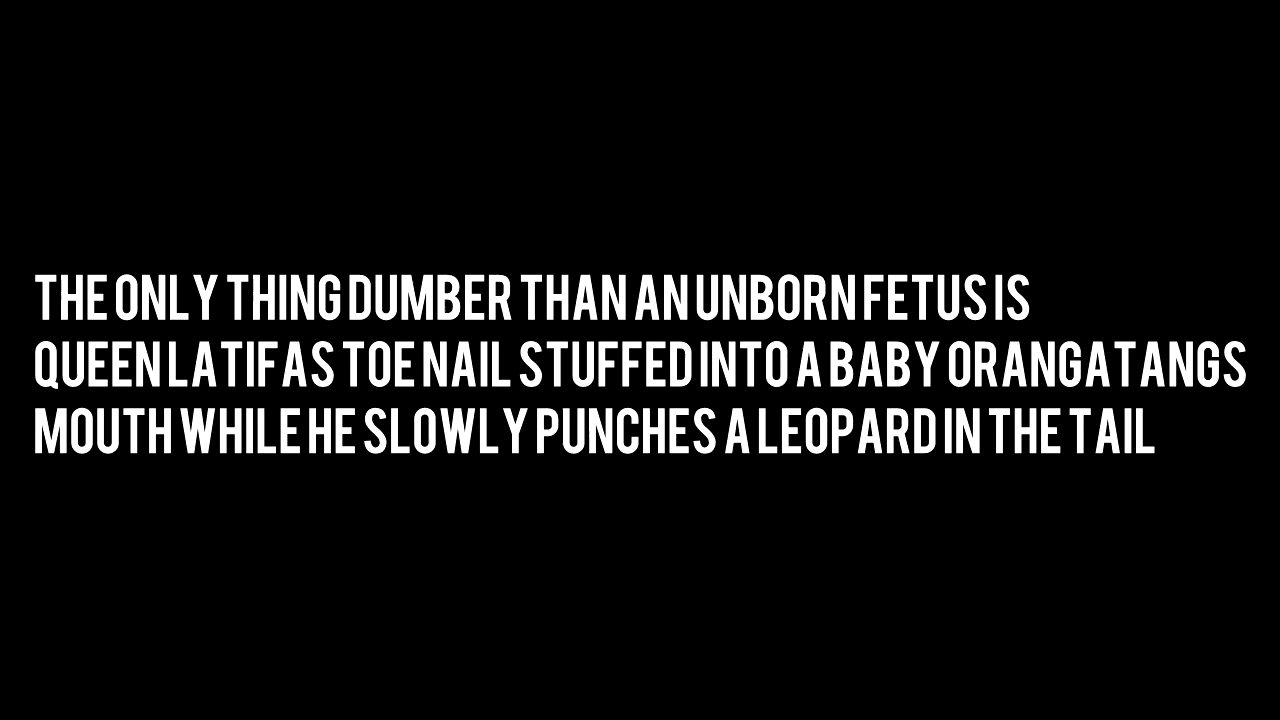 THE ONLY THING DUMBER THAN AN UNBORN FETUS IS
QUEEN LATIFAS TOE NAIL STUFFED INTO A BABY ORANGATANGS
MOUTH WHILE HE SLOWLY PUNCHES A LEOPARD IN THE TAIL